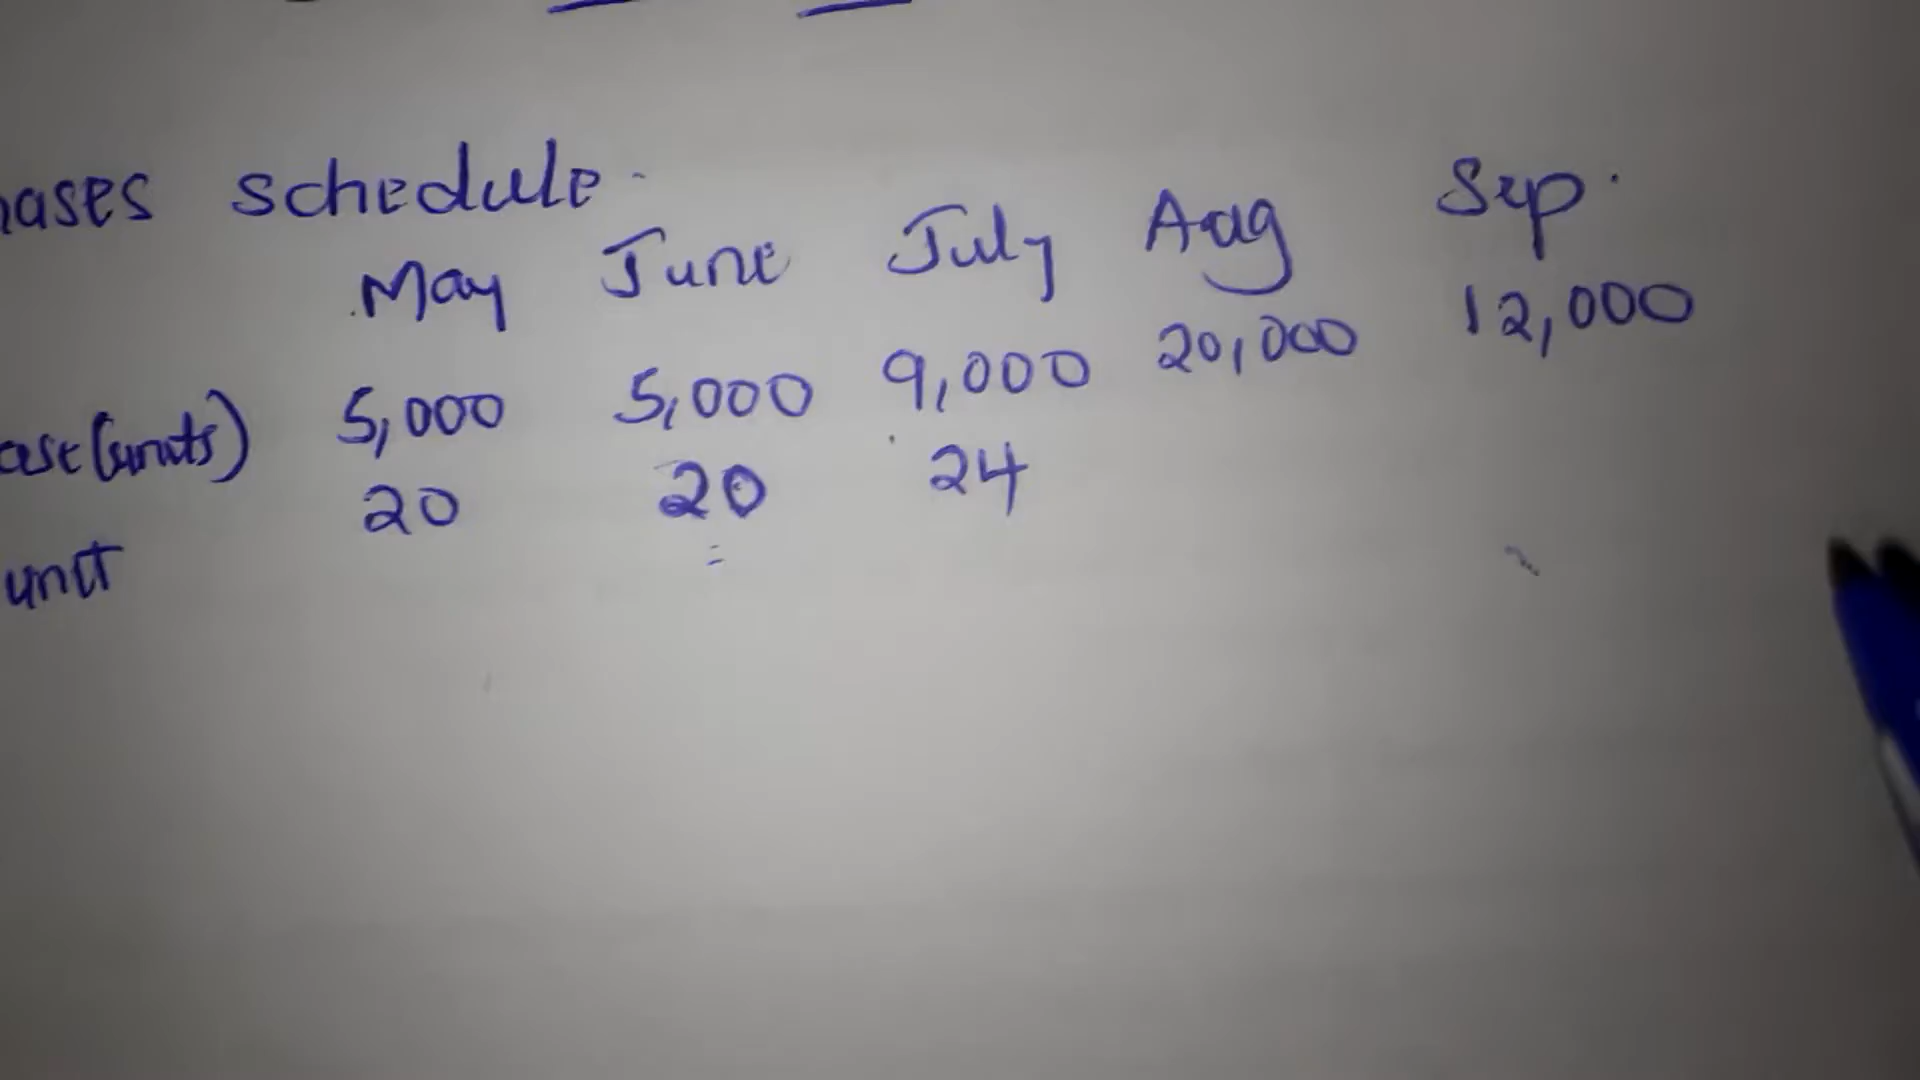 ases schedule.
May June July Aug Sep.
ase (units) 5,000 5,000 9,000 20,000 12,000
unit 20 20 24